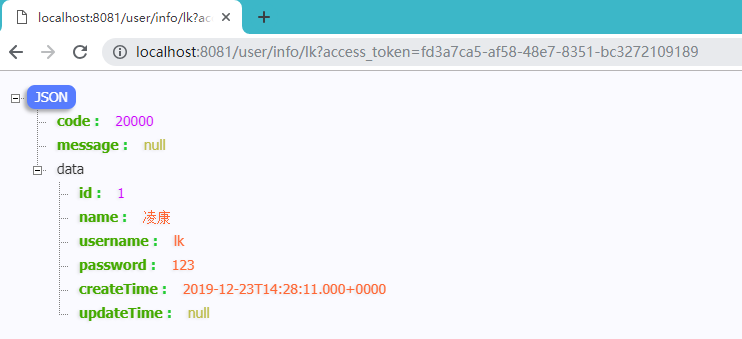 localhost:8081/user/info/lk?ac
localhost:8081/user/info/lk?access_token=fd3a7ca5-af58-48e7-8351-bc3272109189
JSON
code : 20000
message : null
data
id : 1
name : 凌康
username : lk
password : 123
createTime : 2019-12-23T14:28:11.000+0000
updateTime : null